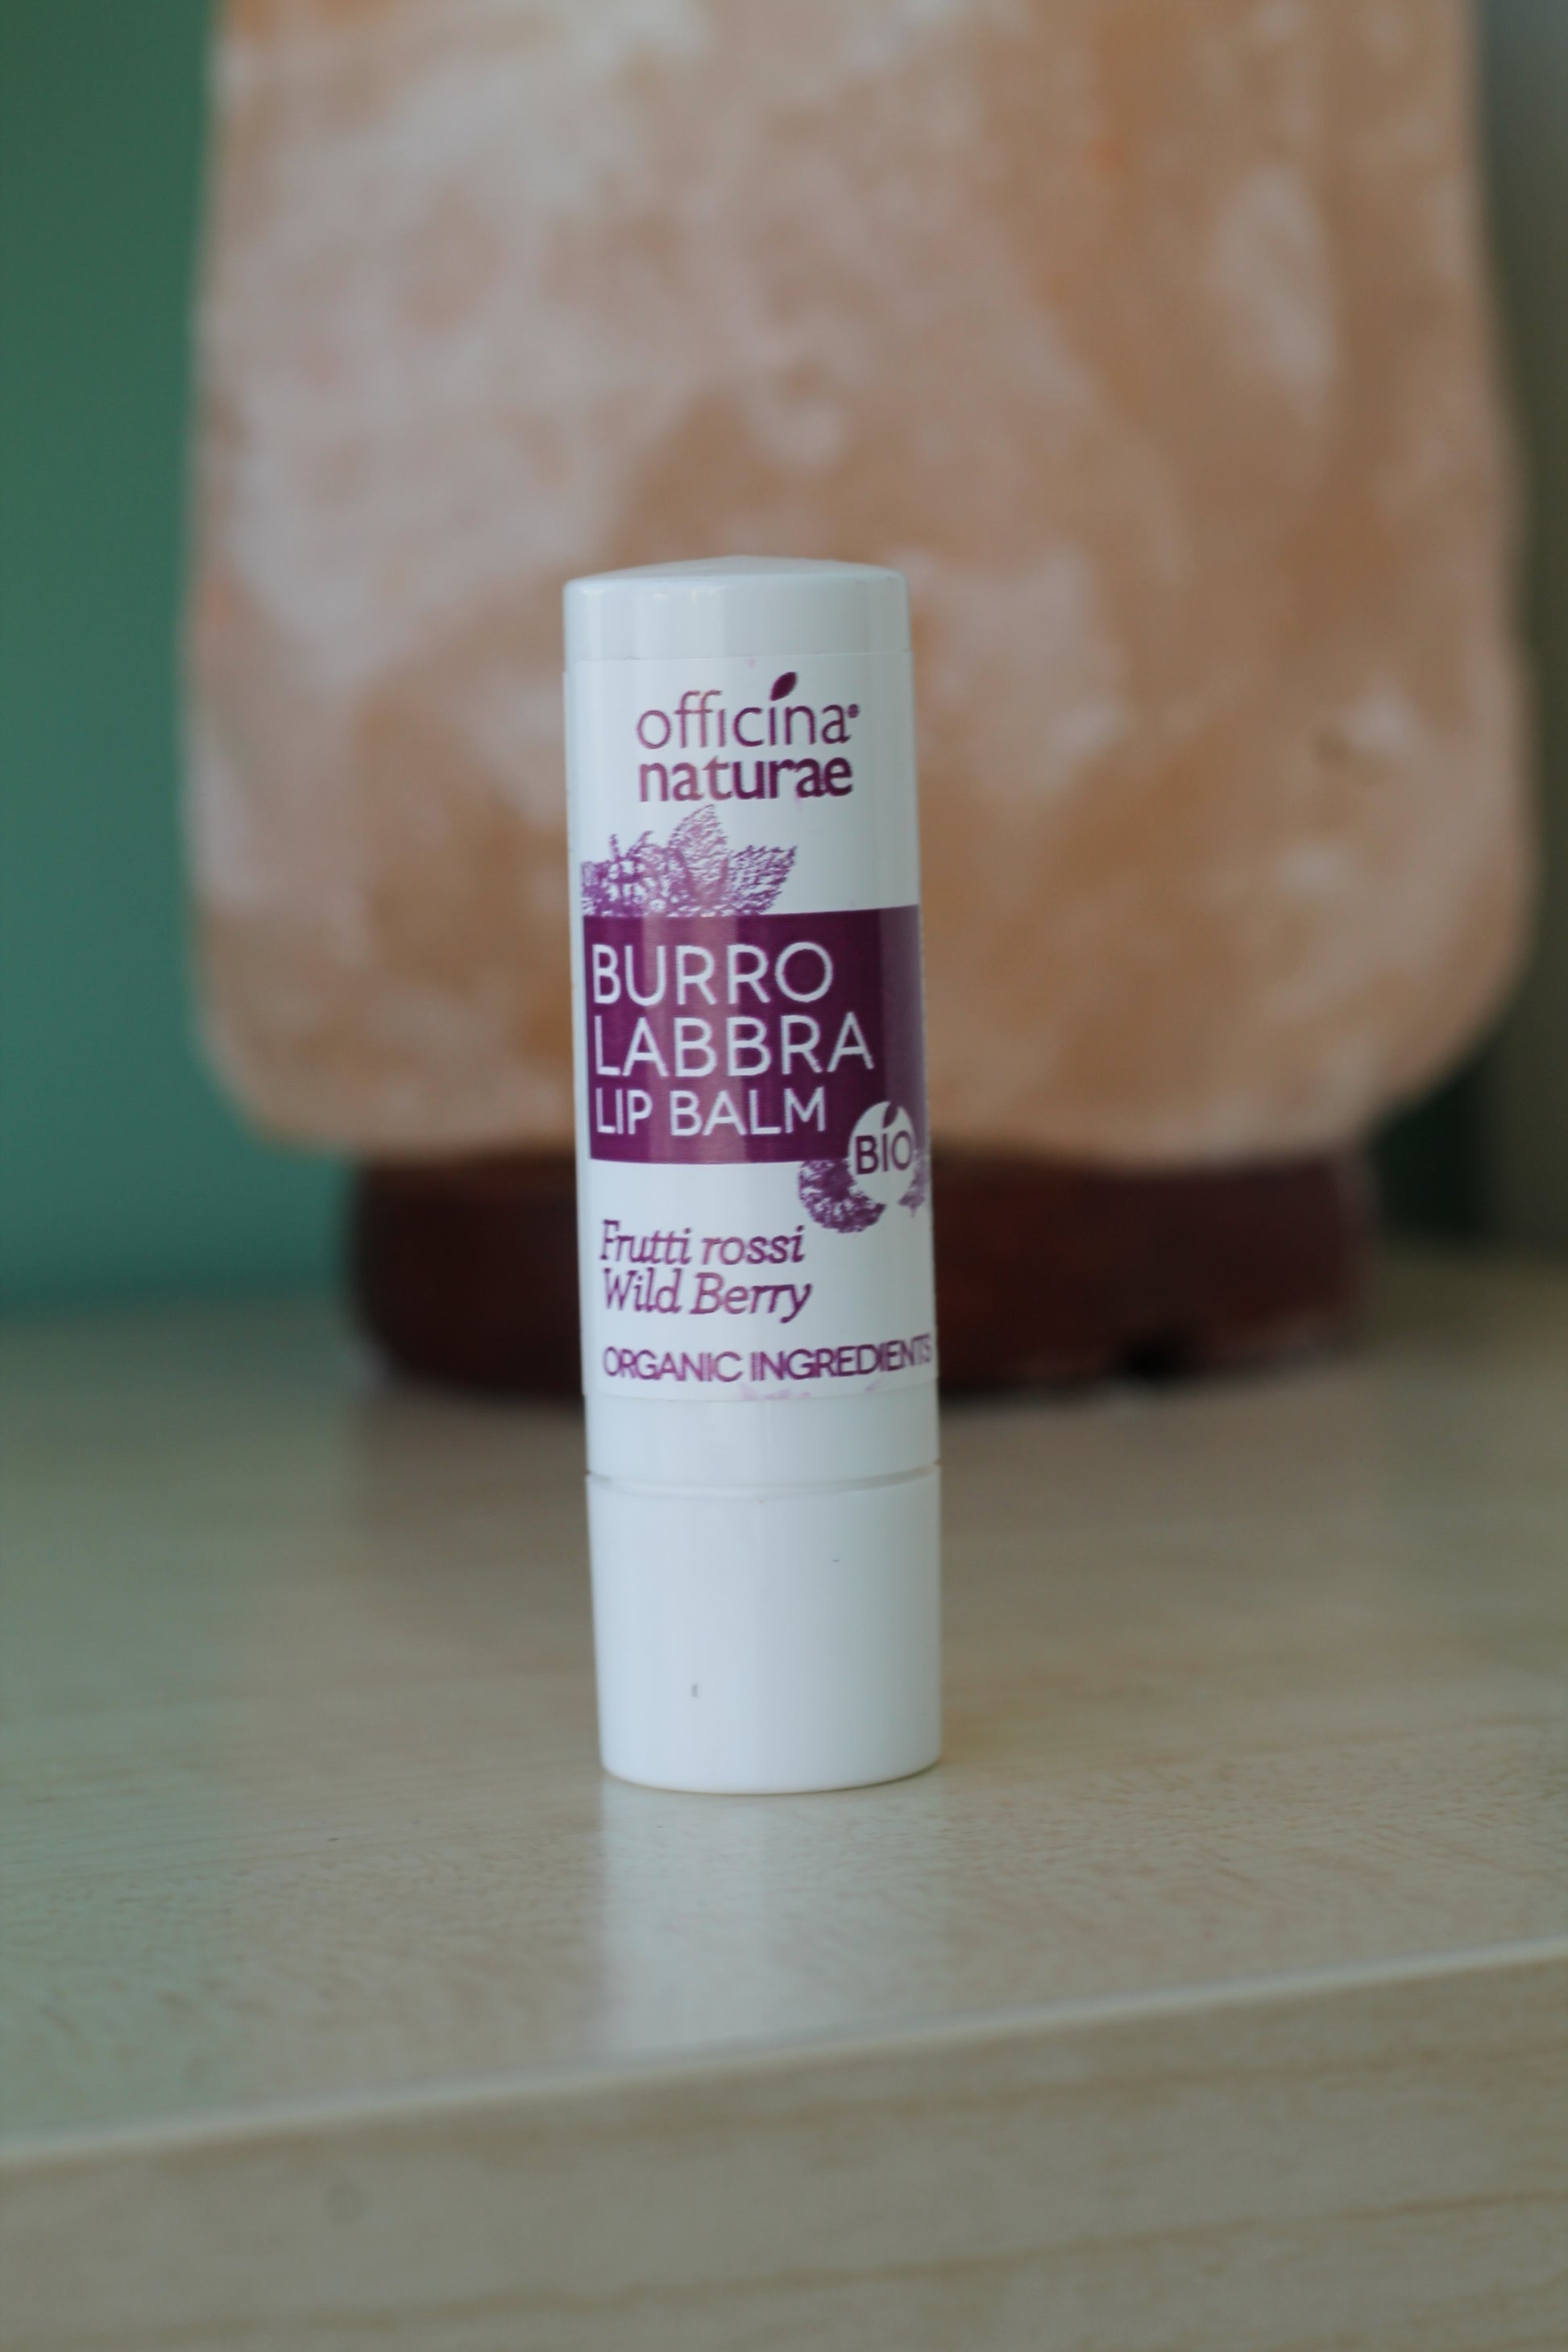 officina
naturae
BURRO
LABBRA
LIP BALM
BIO
Frutti rossi
Wild Berry
ORGANIC INGREDIENTS